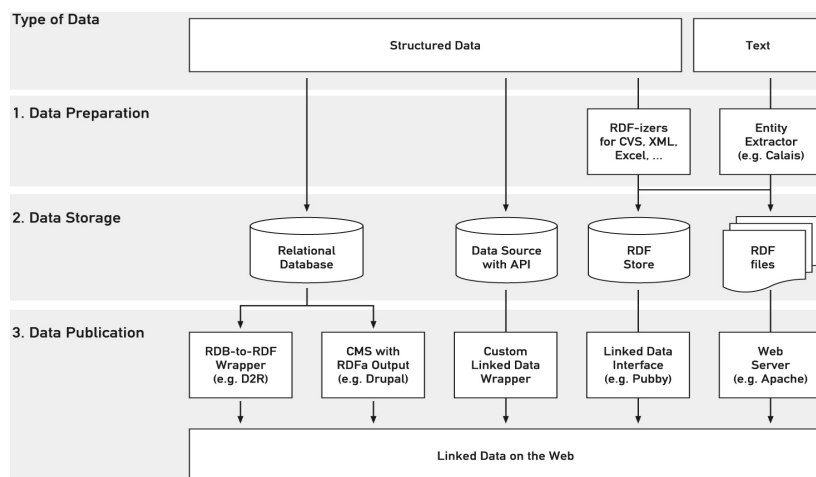 Type of Data
Structured Data
Text
1. Data Preparation
RDF-izers
for CVS, XML,
Excel, ...
Entity
Extractor
(e.g. Calais)
2. Data Storage
Relational
Database
Data Source
with API
RDF
Store
RDF
files
3. Data Publication
RDB-to-RDF
Wrapper
(e.g. D2R)
CMS with
RDFa Output
(e.g. Drupal)
Custom
Linked Data
Wrapper
Linked Data
Interface
(e.g. Pubby)
Web
Server
(e.g. Apache)
Linked Data on the Web